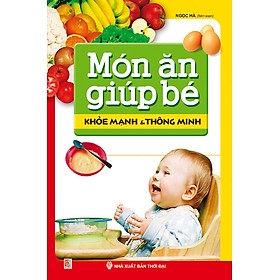 NGỌC HÀ (Biên soạn)
Món ăn
giúp bé
KHỎE MẠNH & THÔNG MINH
NHÀ XUẤT BẢN THỜI ĐẠI